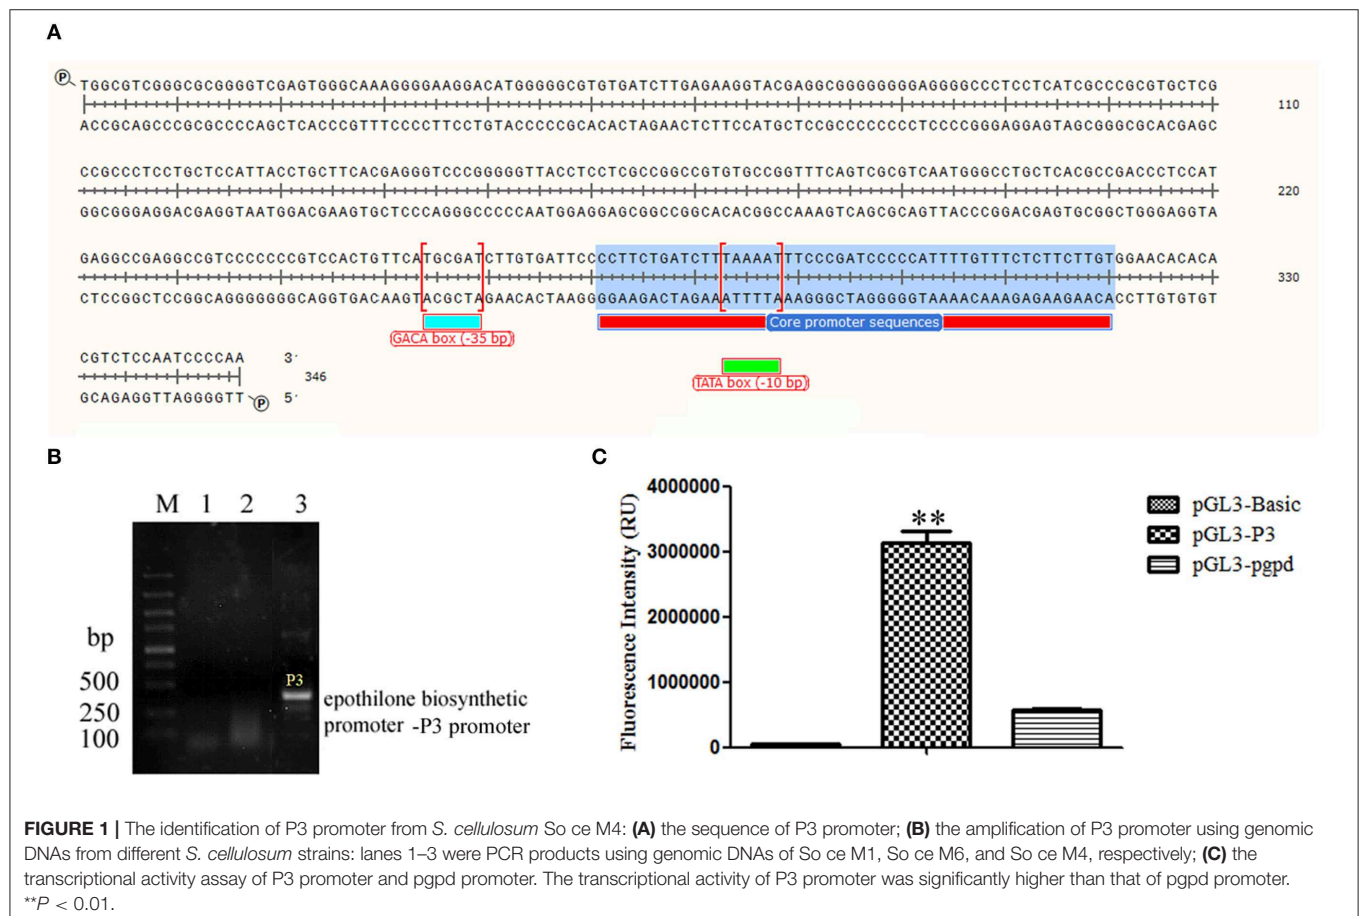 A
P TGGCGTCGGGCGCGGGGTCGAGTGGGCAAAGGGGAAGGACATGGGGGCGTGTGATCTTGAGAAGGTACGAGGCGGGGGGGGAGGGGCCCTCCTCATCGCCCGCGTGCTCG
110
ACCGCAGCCCGCGCCCCAGCTCACCCGTTTCCCCTTCCTGTACCCCCGCACACTAGAACTCTTCCATGCTCCGCCCCCCCCTCCCCGGGAGGAGTAGCGGGCGCACGAGC
CCGCCCTCCTGCTCCATTACCTGCTTCACGAGGGTCCCGGGGGTTACCTCCTCGCCGGCCGTGTGCCGGTTTCAGTCGCGTCAATGGGCCTGCTCACGCCGACCCTCCAT
220
GGCGGGAGGACGAGGTAATGGACGAAGTGCTCCCAGGGCCCCCAATGGAGGAGCGGCCGGCACACGGCCAAAGTCAGCGCAGTTACCCGGACGAGTGCGGCTGGGAGGTA
GAGGCCGAGGCCGTCCCCCCCGTCCACTGTTCATGCGATCTTGTGATTCCCCTTCTGATCTTTAAAATTTCCCGATCCCCCATTTTGTTTCTCTTCTTGTGGAACACACA
330
CTCCGGCTCCGGCAGGGGGGGCAGGTGACAAGTACGCTAGAACACTAAGGGGAAGACTAGAAATTTTAAAGGGCTAGGGGGTAAAACAAAGAGAAGAACACCTTGTGTGT
Core promoter sequences
GACA box (-35 bp)
CGTCTCCAATCCCCAA 3'
346
TATA box (-10 bp)
GCAGAGGTTAGGGGTT P 5'
B
M 1 2 3
bp
P3
500
250
100
epothilone biosynthetic
promoter -P3 promoter
C
Fluorescence Intensity (RU)
4000000
3000000
2000000
1000000
0
**
pGL3-Basic
pGL3-P3
pGL3-pgpd
FIGURE 1 | The identification of P3 promoter from S. cellulosum So ce M4: (A) the sequence of P3 promoter; (B) the amplification of P3 promoter using genomic
DNAs from different S. cellulosum strains: lanes 1–3 were PCR products using genomic DNAs of So ce M1, So ce M6, and So ce M4, respectively; (C) the
transcriptional activity assay of P3 promoter and pgpd promoter. The transcriptional activity of P3 promoter was significantly higher than that of pgpd promoter.
**P < 0.01.